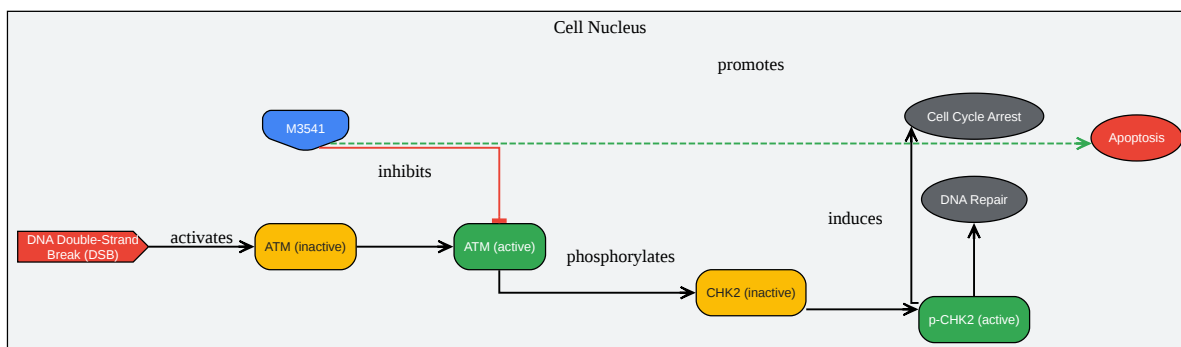 Cell Nucleus
promotes
M3541
Cell Cycle Arrest
Apoptosis
inhibits
DNA Repair
induces
DNA Double-Strand
Break (DSB)
activates
ATM (inactive)
ATM (active)
phosphorylates
CHK2 (inactive)
p-CHK2 (active)